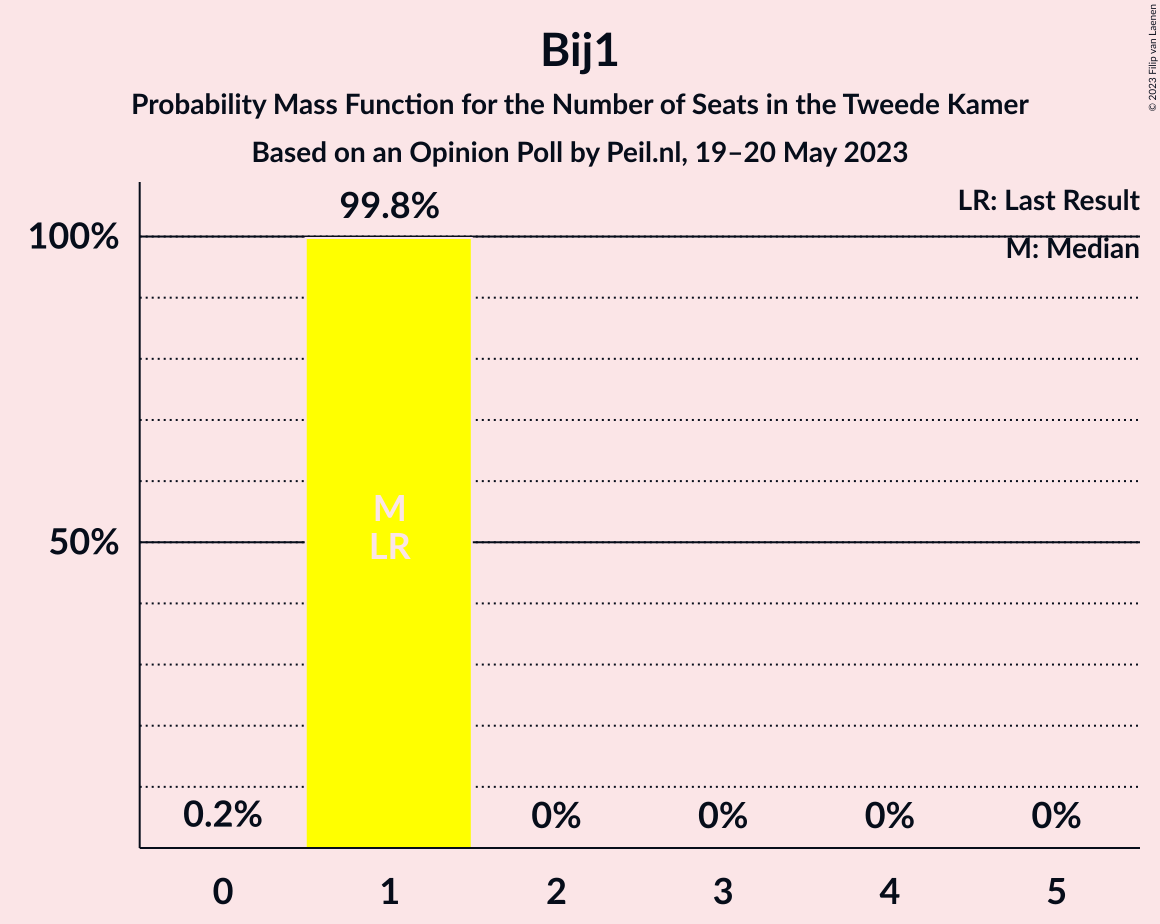 Bij1
Probability Mass Function for the Number of Seats in the Tweede Kamer
Based on an Opinion Poll by Peil.nl, 19–20 May 2023
© 2023 Filip van Laenen
99.8%
LR: Last Result
100%
M: Median
M
50%
LR
0.2%
0%
0%
0%
0%
0
1
2
3
4
5